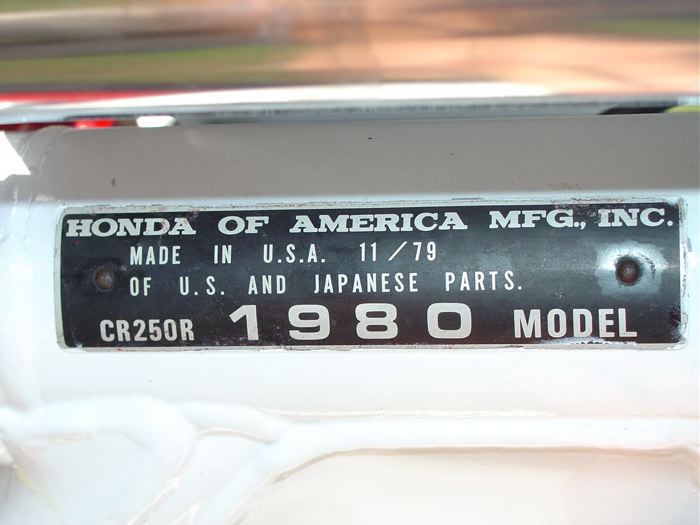 HONDA OF AMERICA MFG., INC.
MADE IN U.S.A. 11/79
OF U.S. AND JAPANESE PARTS.
CR250R 1980 MODEL